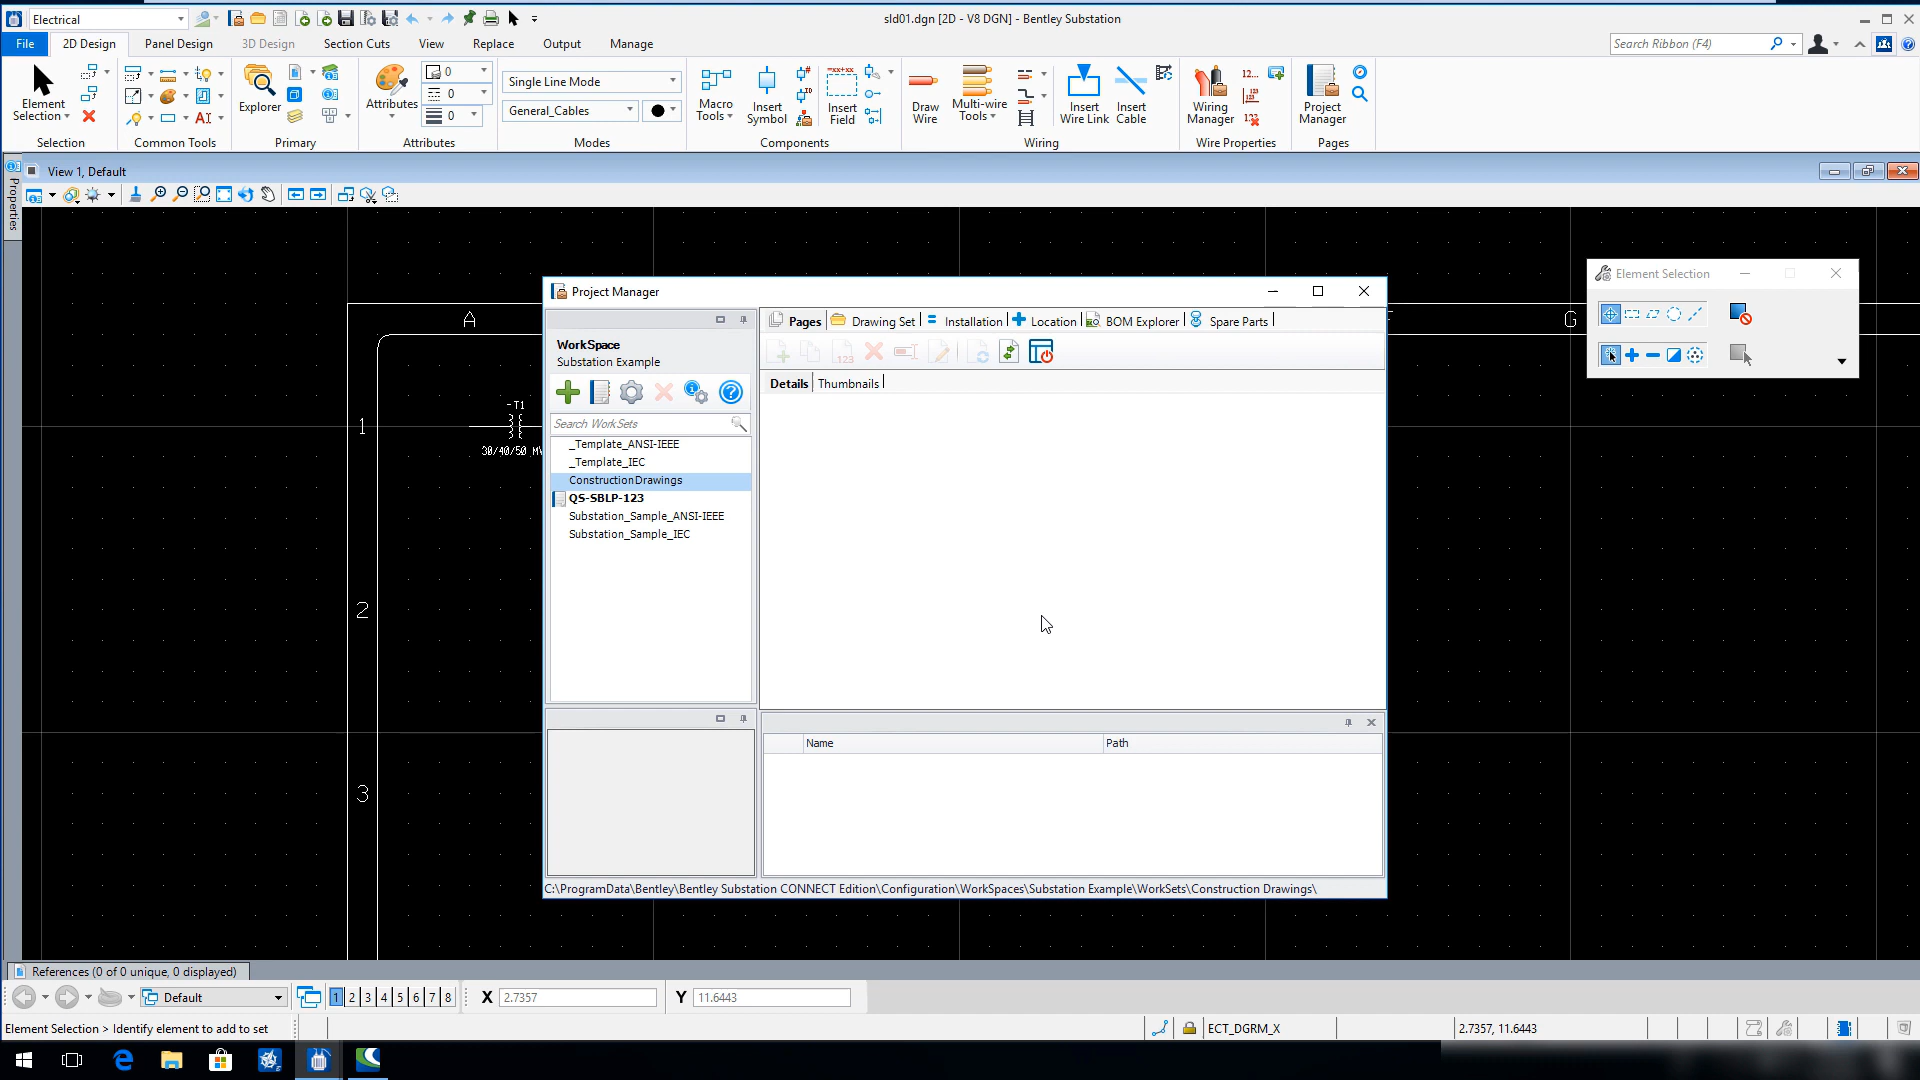 Electrical
sld01.dgn [2D - V8 DGN] - Bentley Substation
File 2D Design Panel Design 3D Design Section Cuts View Replace Output Manage
Search Ribbon (F4)
Element Selection
Explorer
Attributes
0
0
0
Single Line Mode
General_Cables
Macro Tools
Insert Symbol
Insert Field
Draw Wire
Multi-wire Tools
Insert Wire Link
Insert Cable
Wiring Manager
Project Manager
Selection Common Tools Primary Attributes Modes Components Wiring Wire Properties Pages
Properties
View 1, Default
A
G
1
2
3
-T1
30/40/50 M
Project Manager
WorkSpace
Substation Example
Search WorkSets
_Template_ANSI-IEEE
_Template_IEC
ConstructionDrawings
QS-SBLP-123
Substation_Sample_ANSI-IEEE
Substation_Sample_IEC
Pages Drawing Set Installation Location BOM Explorer Spare Parts
Details Thumbnails
Name Path
C:\ProgramData\Bentley\Bentley Substation CONNECT Edition\Configuration\WorkSpaces\Substation Example\WorkSets\Construction Drawings\
Element Selection
References (0 of 0 unique, 0 displayed)
Default
1 2 3 4 5 6 7 8
X 2.7357
Y 11.6443
Element Selection > Identify element to add to set
ECT_DGRM_X
2.7357, 11.6443